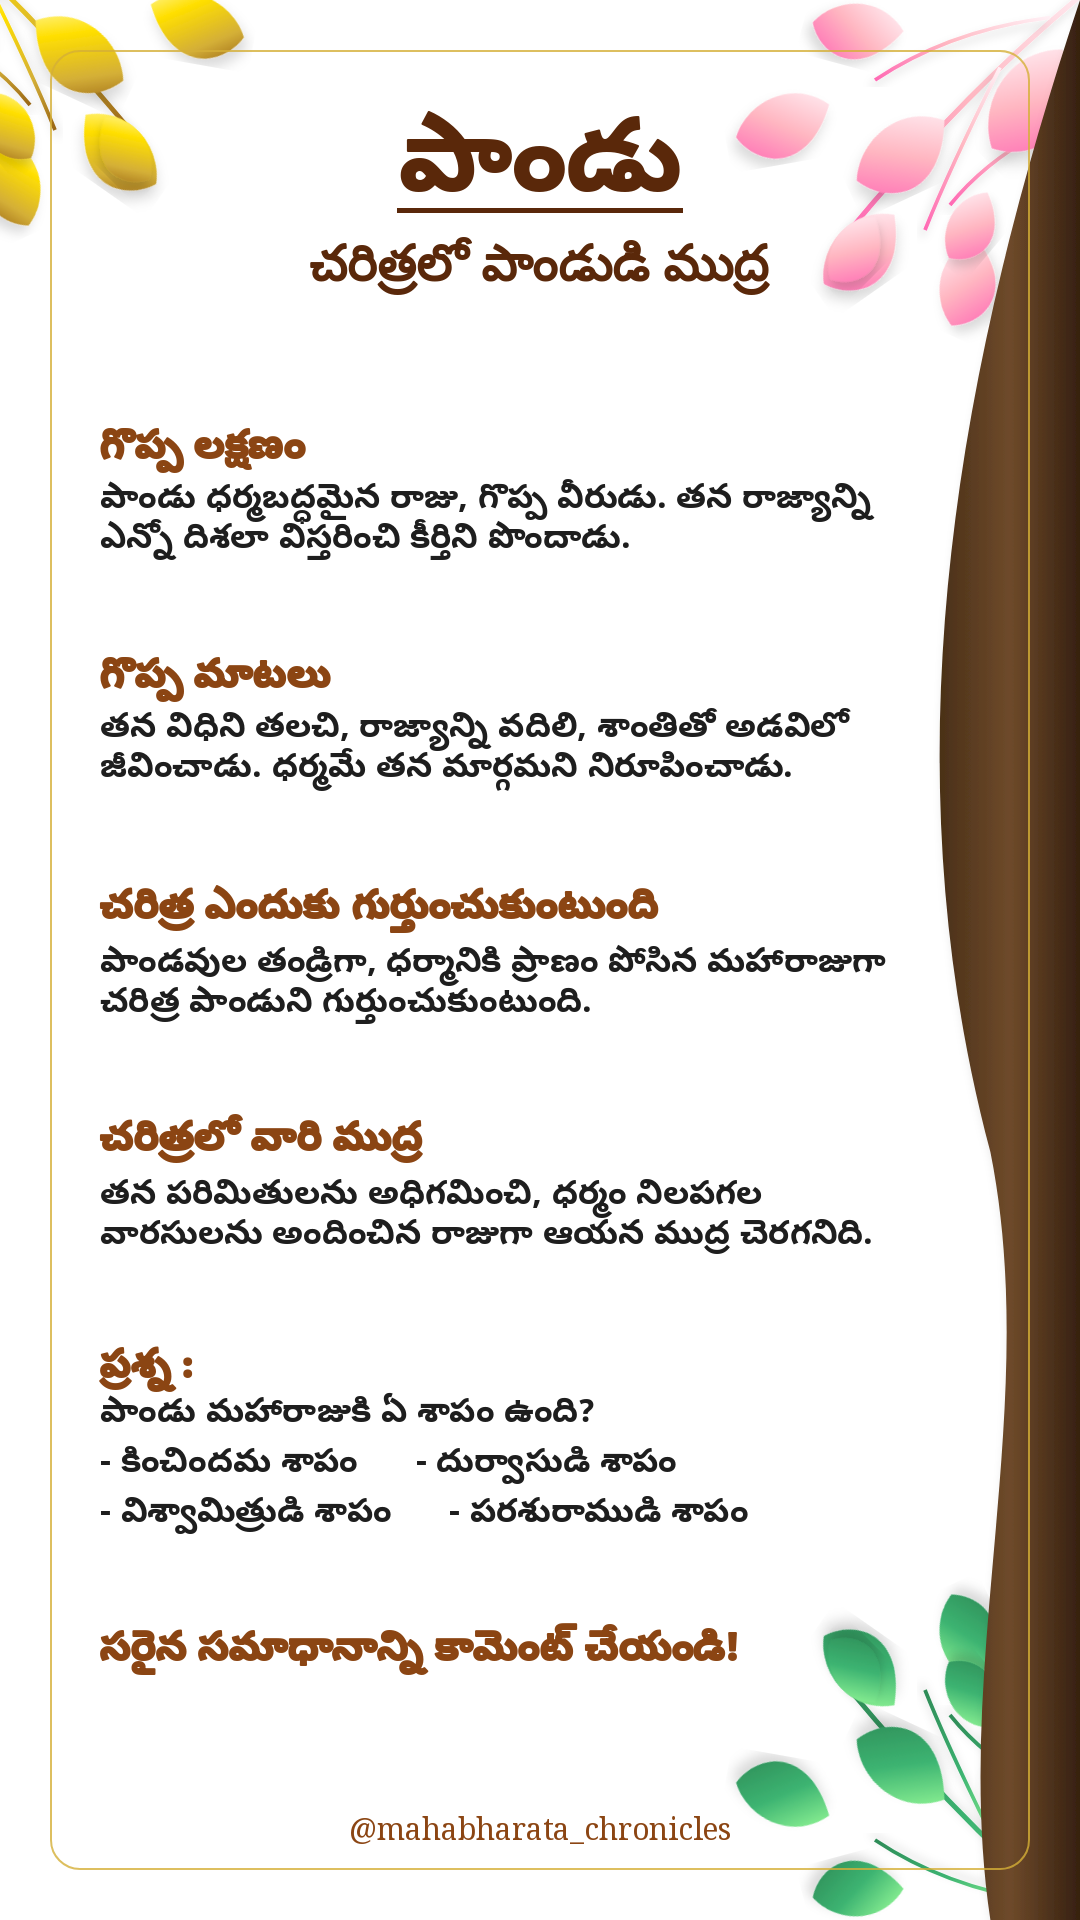 పాండు
చరిత్రలో పాండుడి ముద్ర
గొప్ప లక్షణం
పాండు ధర్మబద్ధమైన రాజు, గొప్ప వీరుడు. తన రాజ్యాన్ని
ఎన్నో దిశలా విస్తరించి కీర్తిని పొందాడు.
గొప్ప మాటలు
తన విధిని తలచి, రాజ్యాన్ని వదిలి, శాంతితో అడవిలో
జీవించాడు. ధర్మమే తన మార్గమని నిరూపించాడు.
చరిత్ర ఎందుకు గుర్తుంచుకుంటుంది
పాండవుల తండ్రిగా, ధర్మానికి ప్రాణం పోసిన మహారాజుగా
చరిత్ర పాండుని గుర్తుంచుకుంటుంది.
చరిత్రలో వారి ముద్ర
తన పరిమితులను అధిగమించి, ధర్మం నిలపగల
వారసులను అందించిన రాజుగా ఆయన ముద్ర చెరగనిది.
ప్రశ్న :
పాండు మహారాజుకి ఏ శాపం ఉంది?
- కించిందమ శాపం - దుర్వాసుడి శాపం
- విశ్వామిత్రుడి శాపం - పరశురాముడి శాపం
సరైన సమాధానాన్ని కామెంట్ చేయండి!
@mahabharata_chronicles